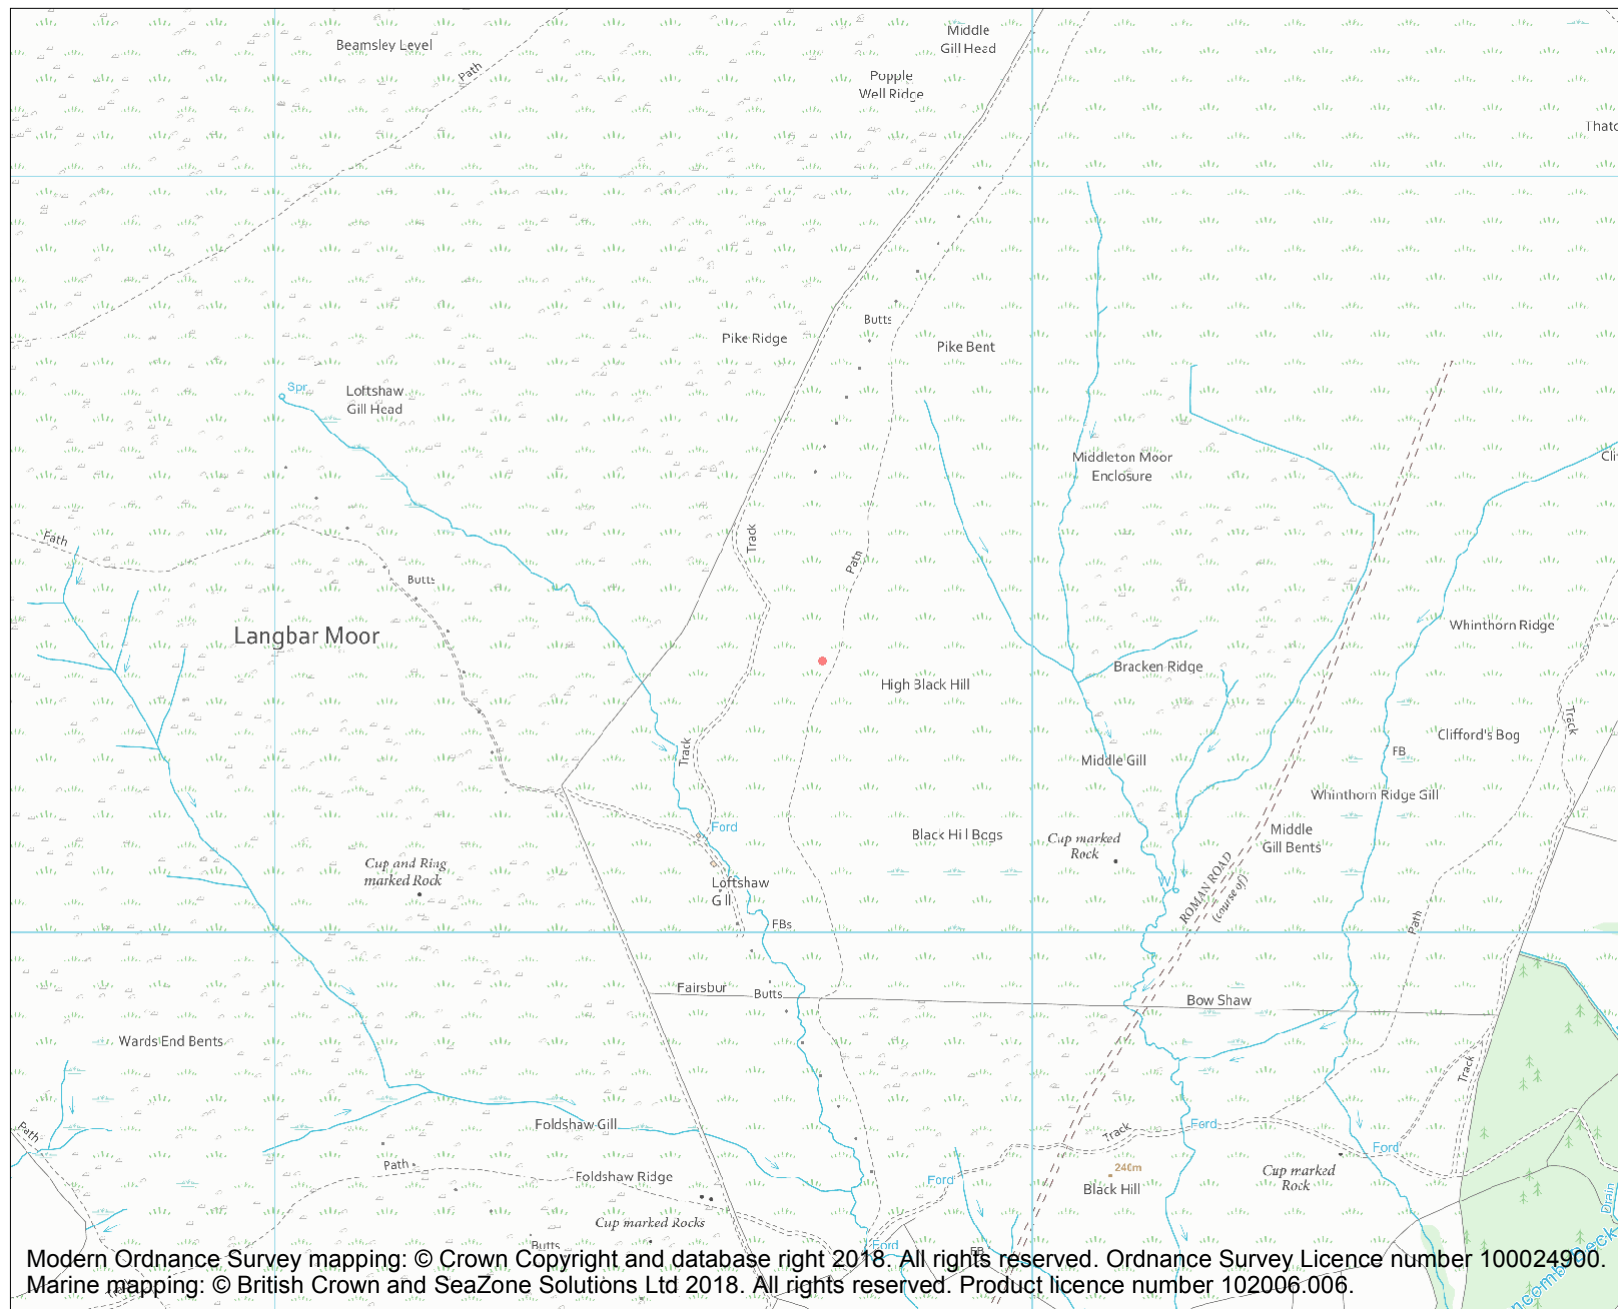 Middle
Gill Head
Beamsley Level
Path
Popple
Well Ridge
Butts
Pike Ridge
Pike Bent
Spr
Loftshaw
Gill Head
Middleton Moor
Enclosure
Path
Track
Path
Butts
Langbar Moor
Whinthorn Ridge
Bracken Ridge
High Black Hill
Track
Clifford's Bog
Track
FB
Middle Gill
Whinthorn Ridge Gill
Ford
Black Hill Bogs
Cup marked
Rock
Middle
Gill Bents
Cup and Ring
marked Rock
Loftshaw
Gill
W
ROMAN ROAD
(course of)
FBs
Path
Fairsbur
Butts
Bow Shaw
Wards End Bents
Track
Foldshaw Gill
Ford
Track
Path
Ford
Path
Foldshaw Ridge
Ford
240m
Black Hill
Cup marked
Rock
Drain
Cup marked Rocks
Butts
Ford
FB
Modern Ordnance Survey mapping: © Crown Copyright and database right 2018. All rights reserved. Ordnance Survey Licence number 100024900.
Marine mapping: © British Crown and SeaZone Solutions Ltd 2018. All rights reserved. Product licence number 102006.006.
Track